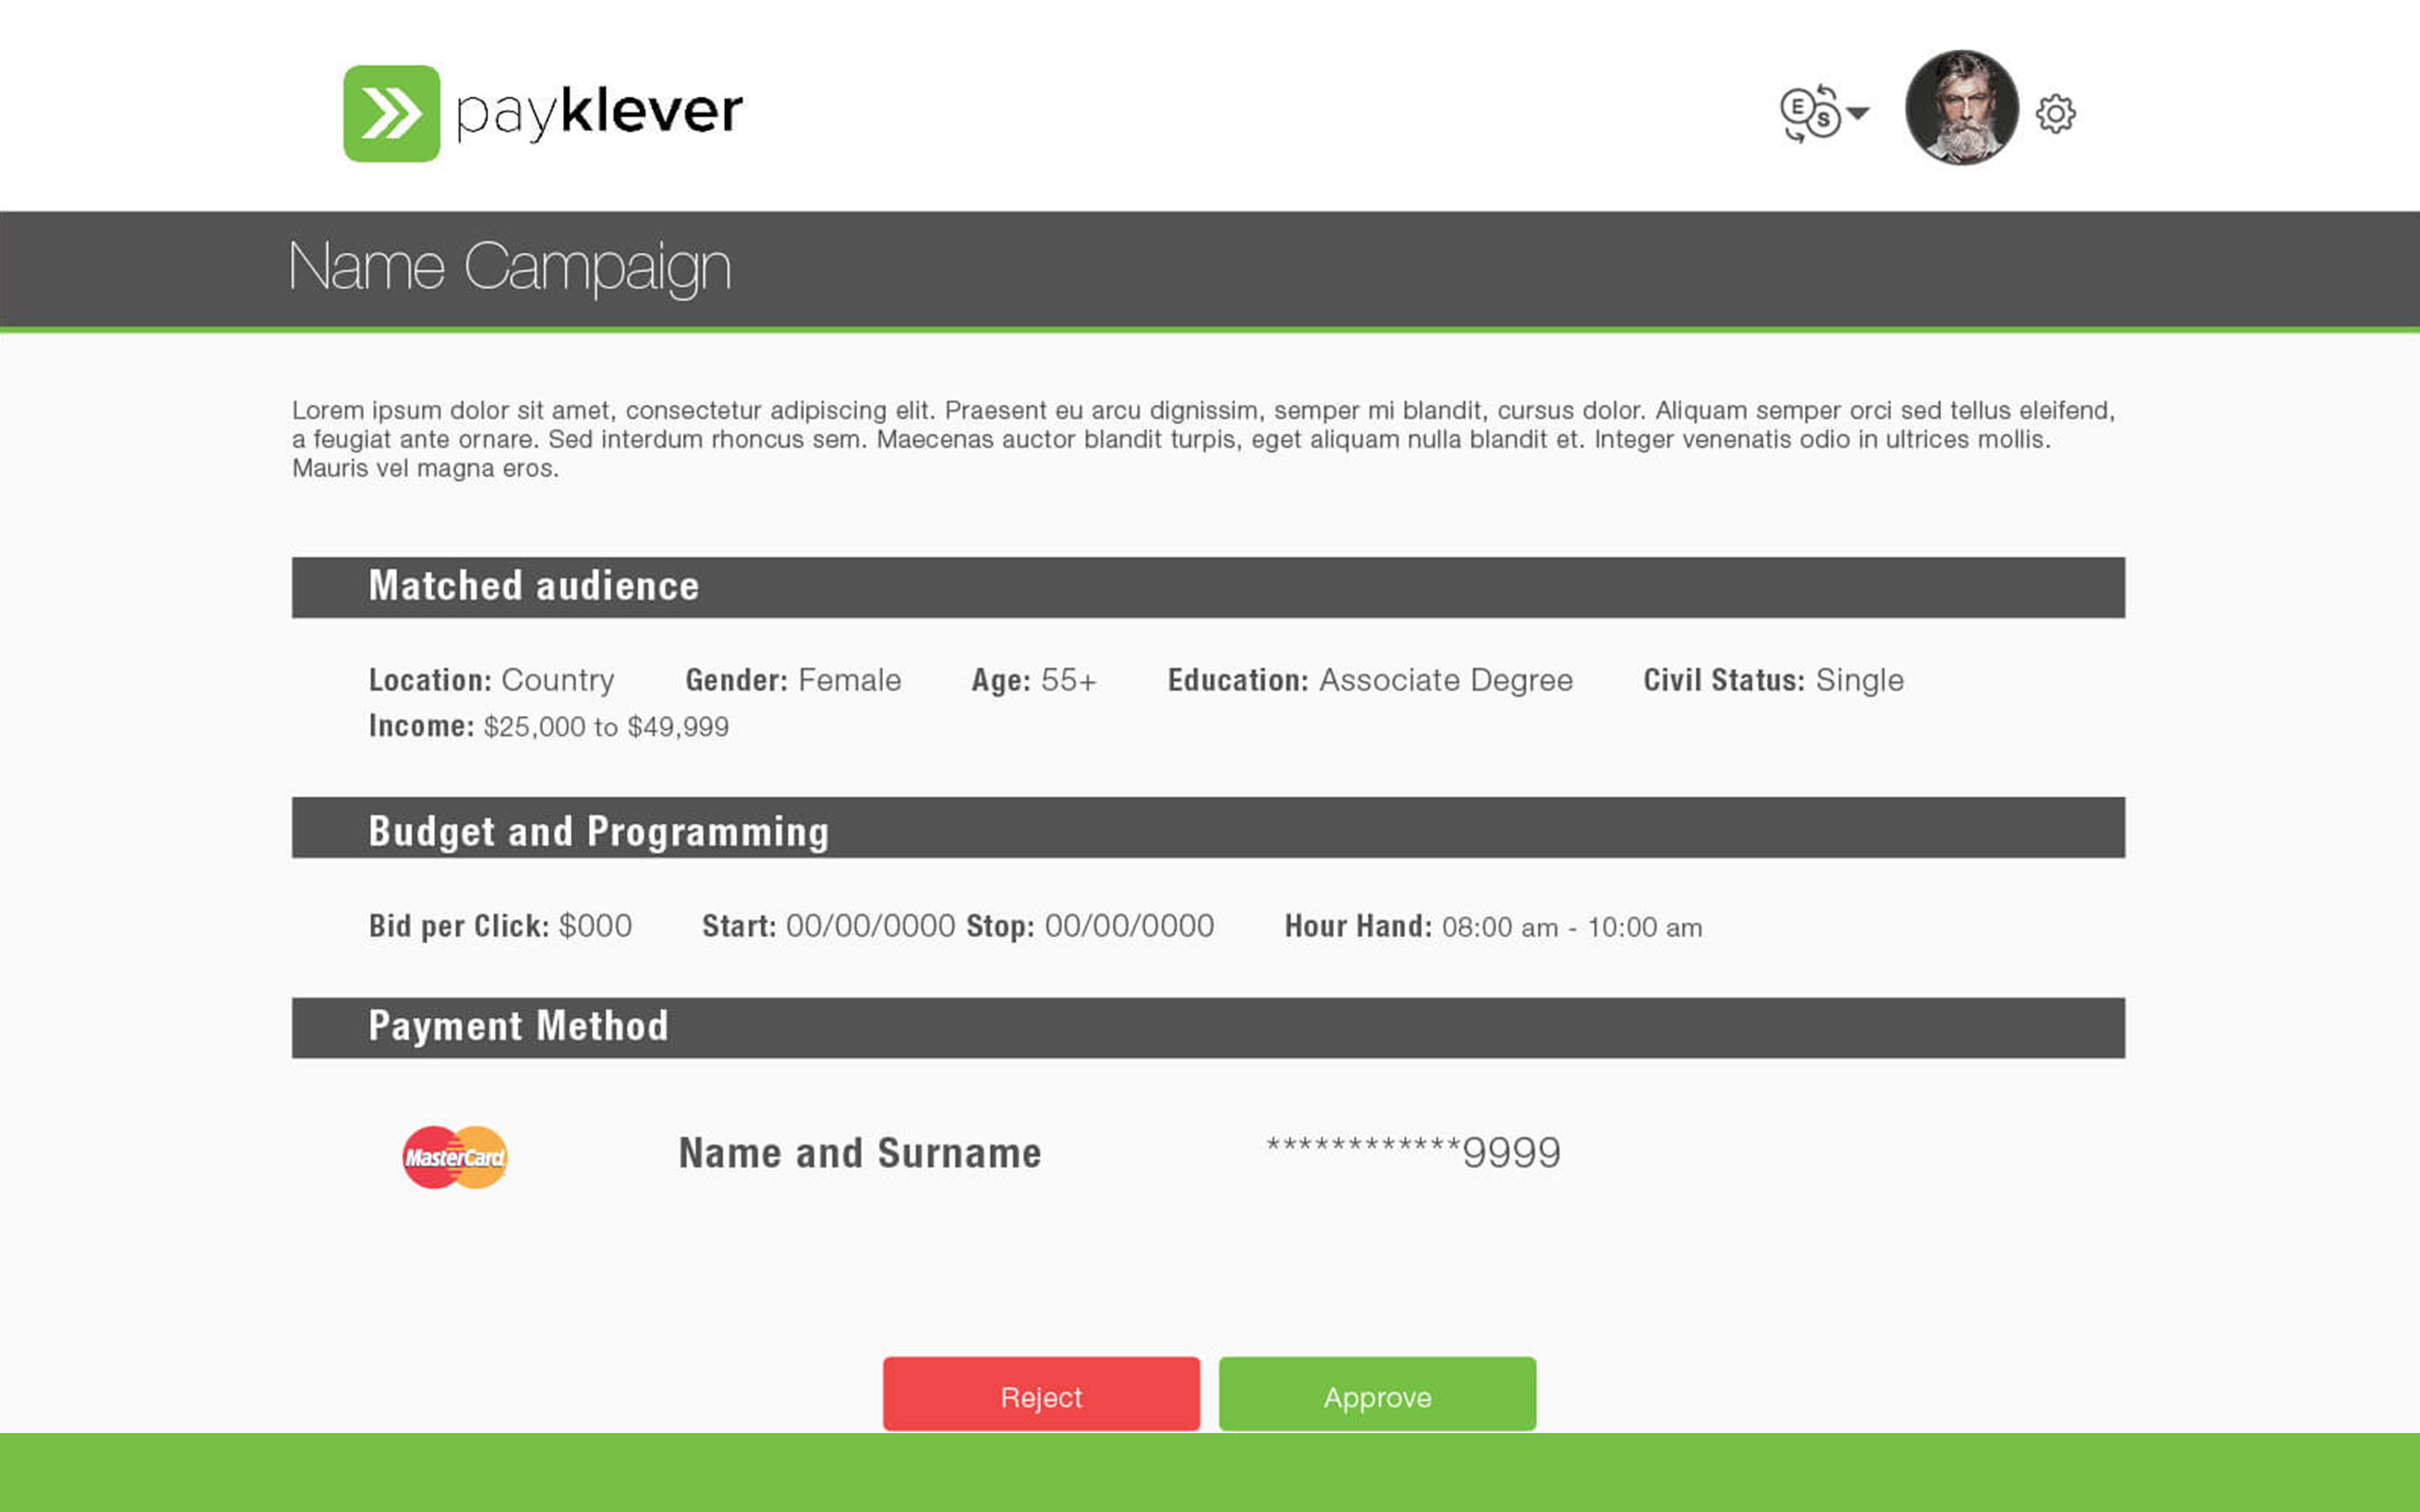 payklever
E S
Name Campaign
Lorem ipsum dolor sit amet, consectetur adipiscing elit. Praesent eu arcu dignissim, semper mi blandit, cursus dolor. Aliquam semper orci sed tellus eleifend,
a feugiat ante ornare. Sed interdum rhoncus sem. Maecenas auctor blandit turpis, eget aliquam nulla blandit et. Integer venenatis odio in ultrices mollis.
Mauris vel magna eros.
Matched audience
Location: Country Gender: Female Age: 55+ Education: Associate Degree Civil Status: Single
Income: $25,000 to $49,999
Budget and Programming
Bid per Click: $000 Start: 00/00/0000 Stop: 00/00/0000 Hour Hand: 08:00 am - 10:00 am
Payment Method
MasterCard Name and Surname ************9999
Reject Approve